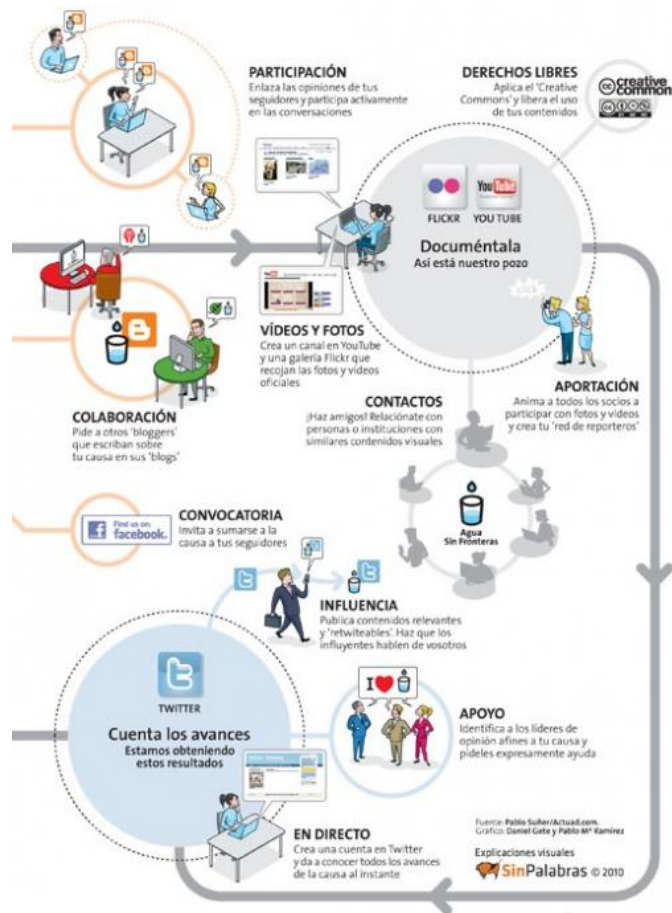 PARTICIPACIÓN
Enlaza las opiniones de tus
seguidores y participa activamente
en las conversaciones
DERECHOS LIBRES
Aplica el 'Creative
Commons' y libera el uso
de tus contenidos
creative
common
FLICKR
You Tube
YOU TUBE
Documéntala
Así está nuestro pozo
VÍDEOS Y FOTOS
Crea un canal en YouTube
y una galería Flickr que
recojan las fotos y vídeos
oficiales
COLABORACIÓN
Pide a otros 'bloggers'
que escriban sobre
tu causa en sus 'blogs'
CONTACTOS
¡Haz amigos! Relaciónate con
personas o instituciones con
similares contenidos visuales
APORTACIÓN
Anima a todos los socios a
participar con fotos y vídeos
y crea tu 'red de reporteros'
Agua
Sin Fronteras
Find us on
facebook.
CONVOCATORIA
Invita a sumarse a la
causa a tus seguidores
INFLUENCIA
Publica contenidos relevantes
y 'retwiteables'. Haz que los
influyentes hablen de vosotros
TWITTER
Cuenta los avances
Estamos obteniendo
estos resultados
I
APOYO
Identifica a los líderes de
opinión afines a tu causa y
pídeles expresamente ayuda
EN DIRECTO
Crea una cuenta en Twitter
y da a conocer todos los avances
de la causa al instante
Fuente: Pablo Suñer/Actuad.com.
Gráfico: Daniel Gete y Pablo Mª Ramírez
Explicaciones visuales
SinPalabras © 2010